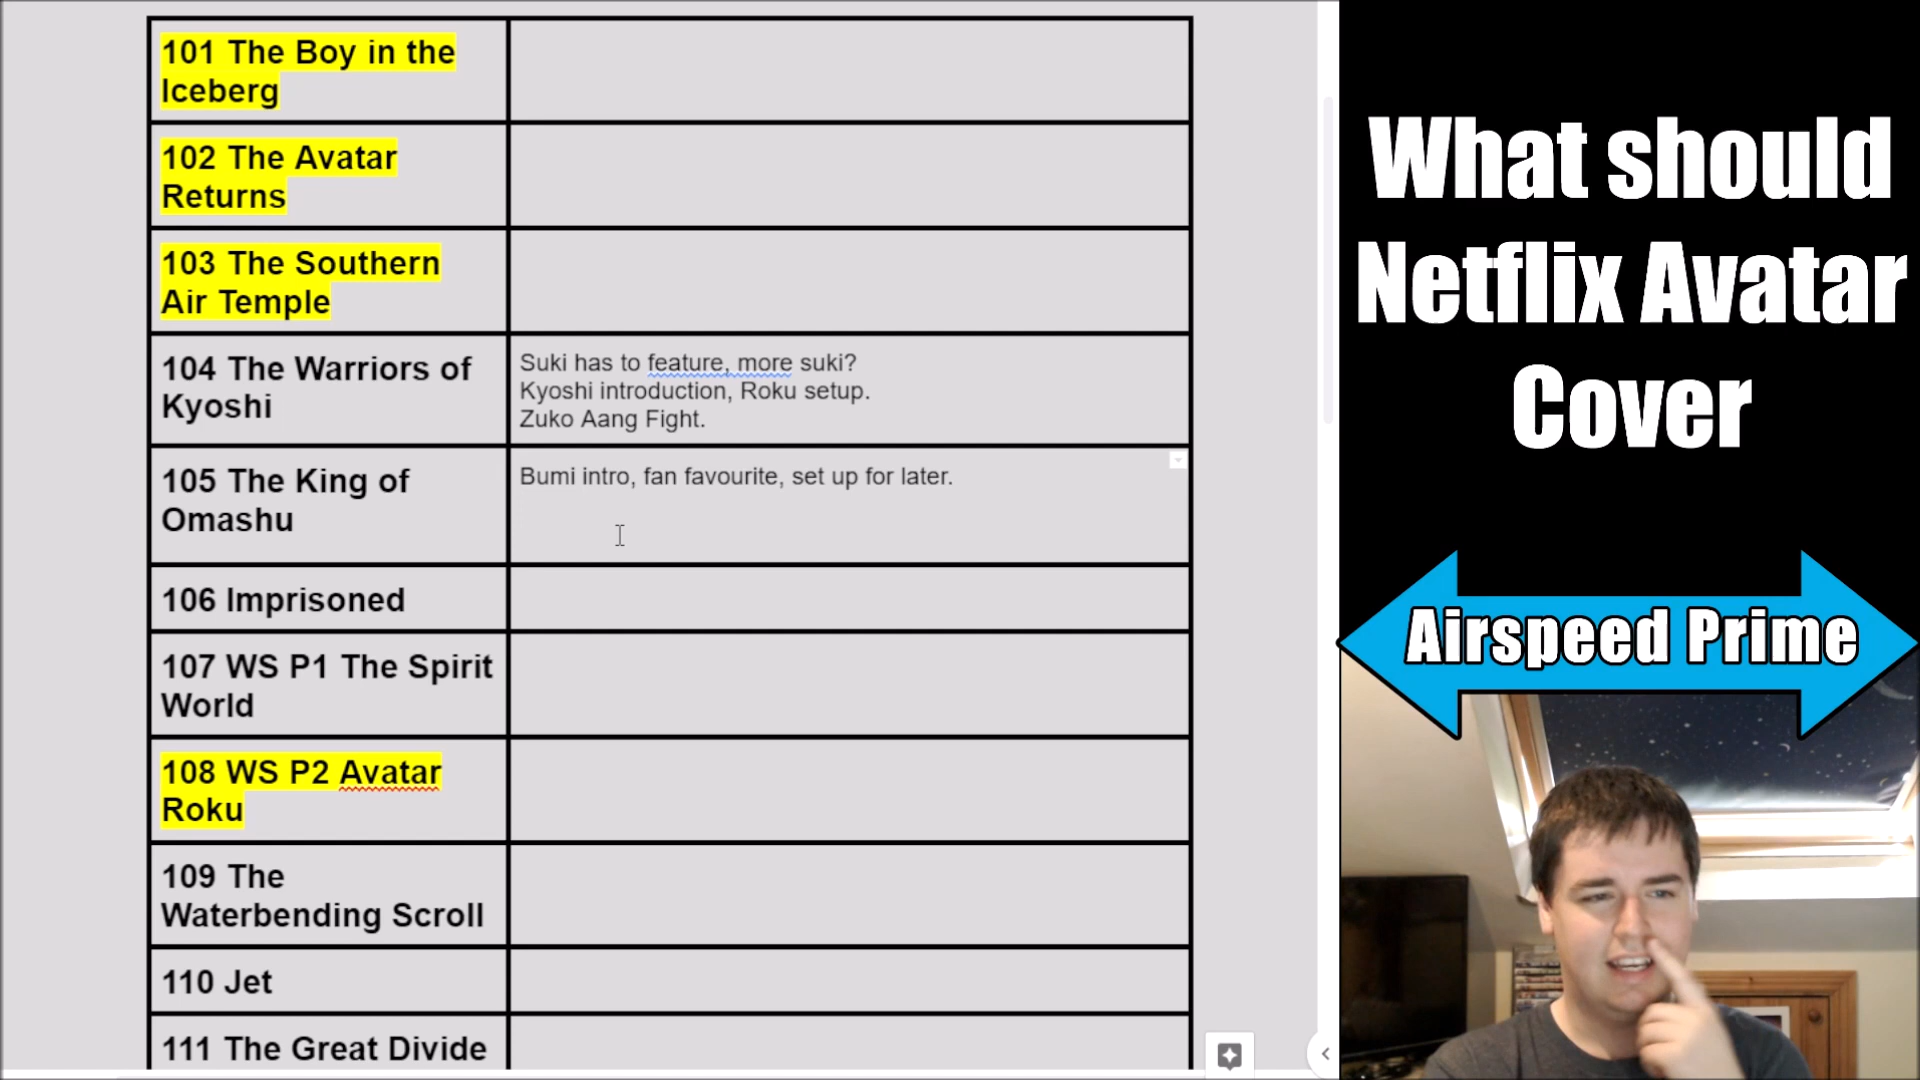 101 The Boy in the
Iceberg
102 The Avatar
Returns
103 The Southern
Air Temple
104 The Warriors of
Kyoshi
Suki has to feature, more suki?
Kyoshi introduction, Roku setup.
Zuko Aang Fight.
105 The King of
Omashu
Bumi intro, fan favourite, set up for later.
106 Imprisoned
107 WS P1 The Spirit
World
108 WS P2 Avatar
Roku
109 The
Waterbending Scroll
110 Jet
111 The Great Divide
What should
Netflix Avatar
Cover
Airspeed Prime